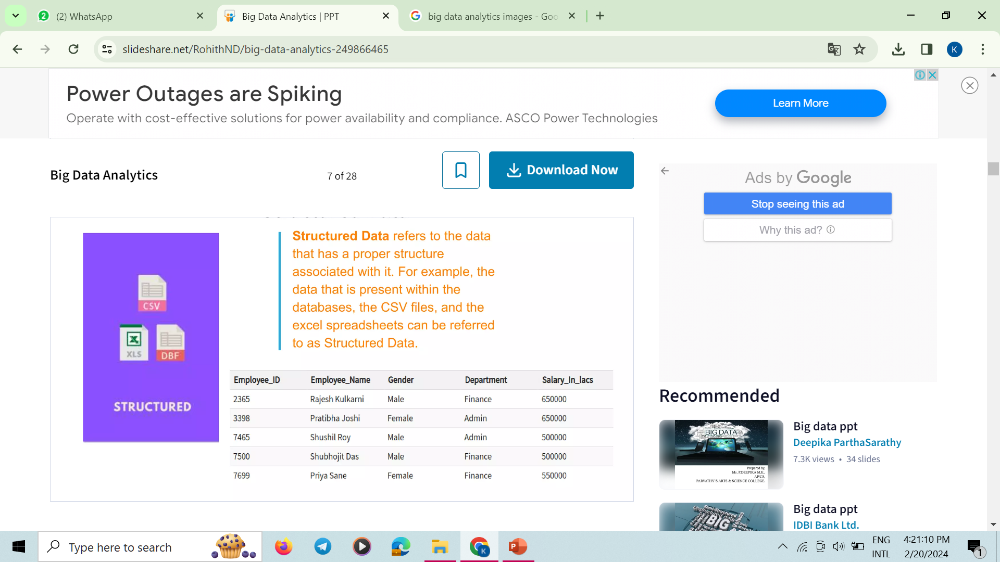 (2) WhatsApp
Big Data Analytics | PPT
big data analytics images - Goo
slideshare.net/RohithND/big-data-analytics-249866465
K
Power Outages are Spiking
Operate with cost-effective solutions for power availability and compliance. ASCO Power Technologies
Learn More
Big Data Analytics
7 of 28
Download Now
Ads by Google
Stop seeing this ad
Why this ad?
Structured Data refers to the data
that has a proper structure
associated with it. For example, the
data that is present within the
databases, the CSV files, and the
excel spreadsheets can be referred
to as Structured Data.
CSV
XLS
DBF
STRUCTURED
Employee_ID Employee_Name Gender Department Salary_In_lacs
2365 Rajesh Kulkarni Male Finance 650000
3398 Pratibha Joshi Female Admin 650000
7465 Shushil Roy Male Admin 500000
7500 Shubhojit Das Male Finance 500000
7699 Priya Sane Female Finance 550000
Recommended
BIG DATA
Prepared by,
Ms. P.DEEPIKA M.E.,
AP/CS,
PARVATHY'S ARTS & SCIENCE COLLEGE.
Big data ppt
Deepika ParthaSarathy
7.3K views • 34 slides
Semi-Structured
Unstructured data
BIG
Volume
Big data ppt
IDBI Bank Ltd.
Type here to search
ENG
INTL
4:21:10 PM
2/20/2024
1